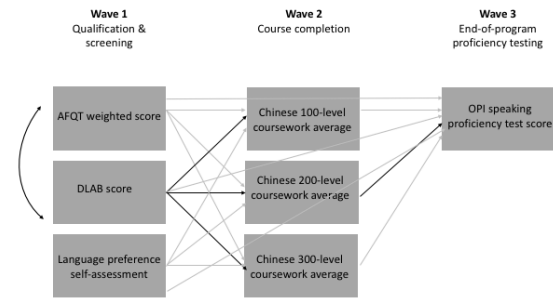 Wave 1
Qualification &
screening
Wave 2
Course completion
Wave 3
End-of-program
proficiency testing
AFQT weighted score
DLAB score
Language preference
self-assessment
Chinese 100-level
coursework average
Chinese 200-level
coursework average
Chinese 300-level
coursework average
OPI speaking
proficiency test score